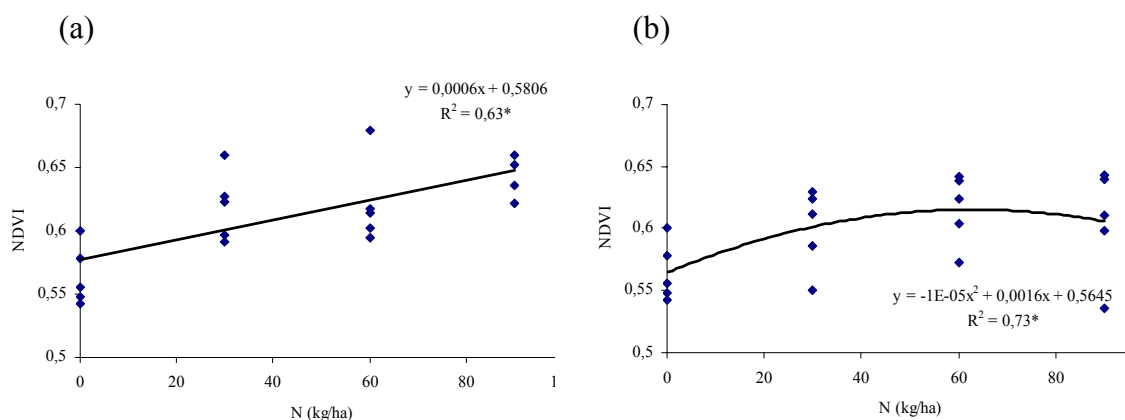 (a)
(b)
y = 0,0006x + 0,5806
R² = 0,63*
0,7
0,65
0,6
0,55
0,5
NDVI
0 20 40 60 80 1
N (kg/ha)
0,7
0,65
0,6
0,55
0,5
NDVI
y = -1E-05x² + 0,0016x + 0,5645
R² = 0,73*
0 20 40 60 80
N (kg/ha)